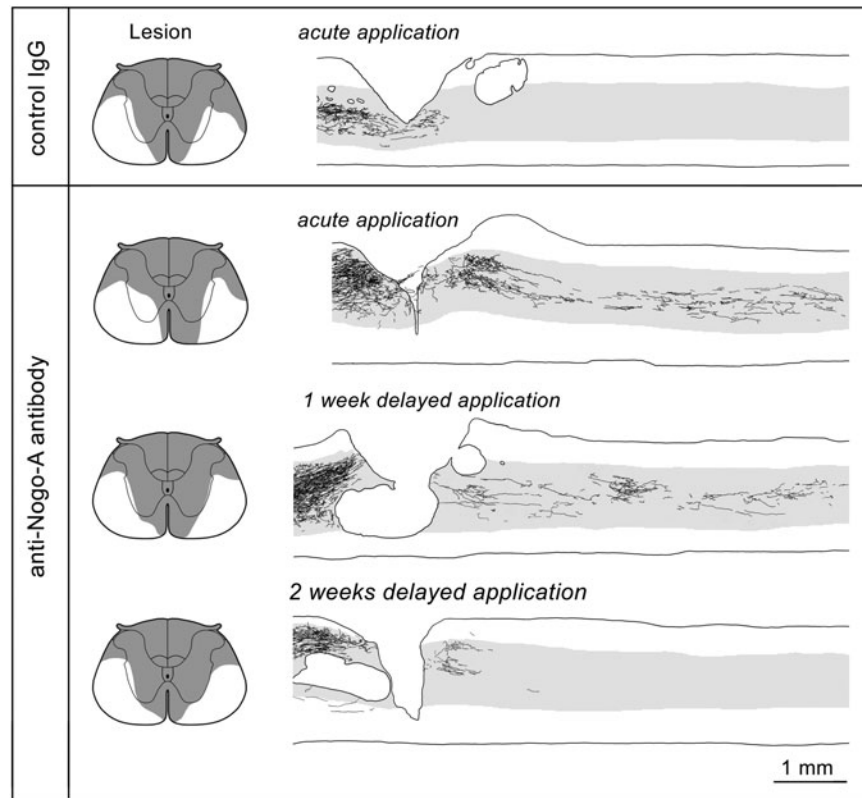 control IgG
Lesion
acute application
anti-Nogo-A antibody
acute application
1 week delayed application
2 weeks delayed application
1 mm